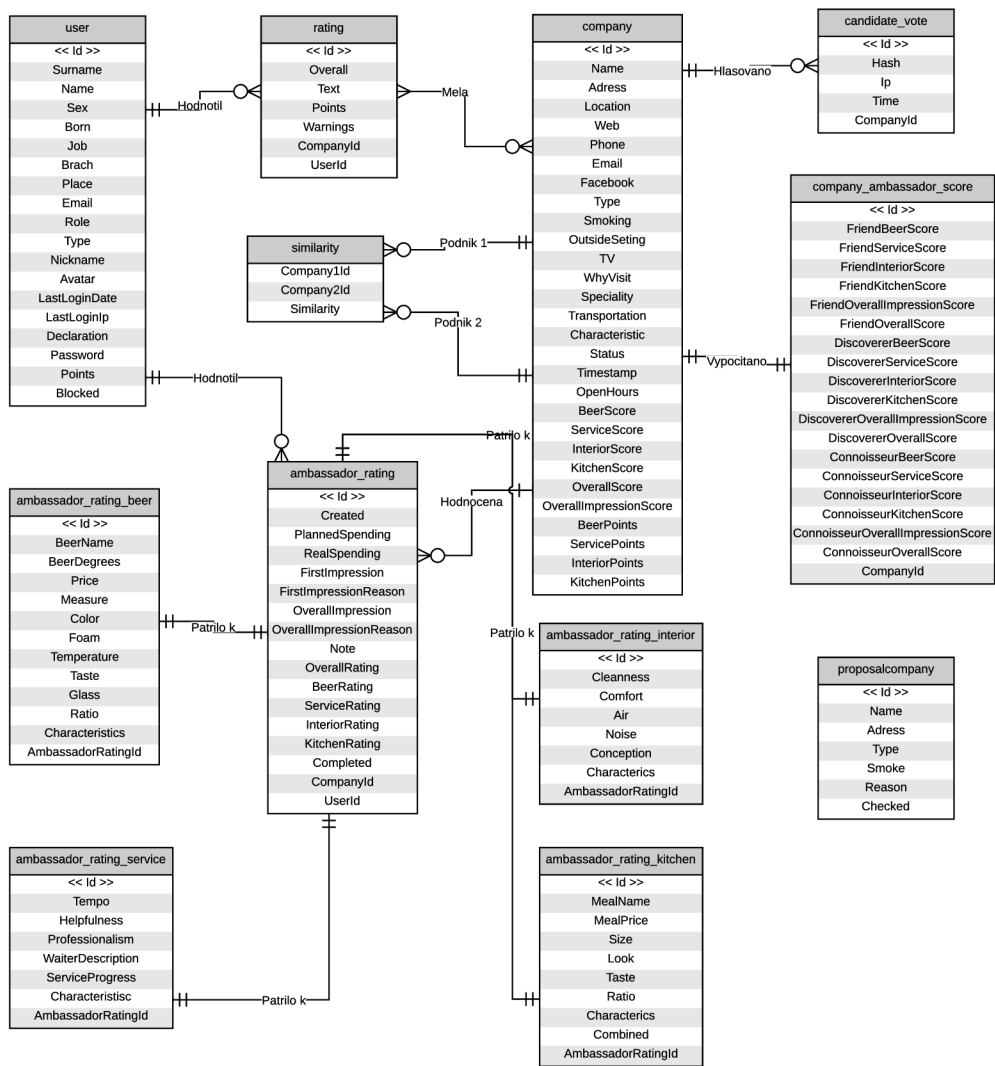 user
<< Id >>
Surname
Name
Sex
Born
Job
Brach
Place
Email
Role
Type
Nickname
Avatar
LastLoginDate
LastLoginIp
Declaration
Password
Points
Blocked
Hodnotil
rating
<< Id >>
Overall
Text
Points
Warnings
CompanyId
UserId
Mela
company
<< Id >>
Name
Adress
Location
Web
Phone
Email
Facebook
Type
Smoking
OutsideSeting
TV
WhyVisit
Speciality
Transportation
Characteristic
Status
Timestamp
OpenHours
BeerScore
ServiceScore
InteriorScore
KitchenScore
OverallScore
OverallImpressionScore
BeerPoints
ServicePoints
InteriorPoints
KitchenPoints
Hlasovano
candidate_vote
<< Id >>
Hash
Ip
Time
CompanyId
similarity
Company1Id
Company2Id
Similarity
Podnik 1
Podnik 2
Vypocitano
company_ambassador_score
<< Id >>
FriendBeerScore
FriendServiceScore
FriendInteriorScore
FriendKitchenScore
FriendOverallImpressionScore
FriendOverallScore
DiscovererBeerScore
DiscovererServiceScore
DiscovererInteriorScore
DiscovererKitchenScore
DiscovererOverallImpressionScore
DiscovererOverallScore
ConnoisseurBeerScore
ConnoisseurServiceScore
ConnoisseurInteriorScore
ConnoisseurKitchenScore
ConnoisseurOverallImpressionScore
ConnoisseurOverallScore
CompanyId
Hodnotil
Patrilo k
Hodnocena
ambassador_rating_beer
<< Id >>
BeerName
BeerDegrees
Price
Measure
Color
Foam
Temperature
Taste
Glass
Ratio
Characteristics
AmbassadorRatingId
Patrilo k
ambassador_rating
<< Id >>
Created
PlannedSpending
RealSpending
FirstImpression
FirstImpressionReason
OverallImpression
OverallImpressionReason
Note
OverallRating
BeerRating
ServiceRating
InteriorRating
KitchenRating
Completed
CompanyId
UserId
Patrilo k
ambassador_rating_interior
<< Id >>
Cleanness
Comfort
Air
Noise
Conception
Characterics
AmbassadorRatingId
proposalcompany
<< Id >>
Name
Adress
Type
Smoke
Reason
Checked
ambassador_rating_service
<< Id >>
Tempo
Helpfulness
Professionalism
WaiterDescription
ServiceProgress
Characteristisc
AmbassadorRatingId
Patrilo k
ambassador_rating_kitchen
<< Id >>
MealName
MealPrice
Size
Look
Taste
Ratio
Characterics
Combined
AmbassadorRatingId